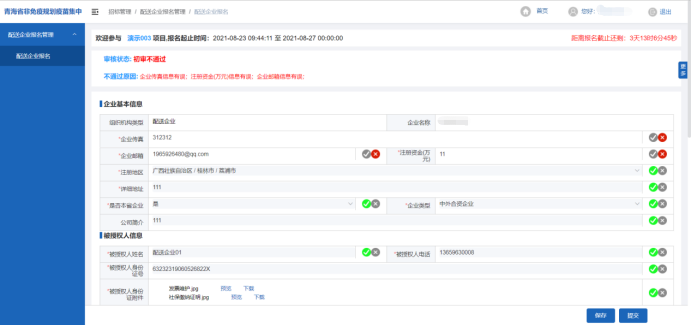 青海省非免疫规划疫苗集中
目标管理 / 配送企业报名管理 / 配送企业报名
首页
您好,
退出
配送企业报名管理
配送企业报名
欢迎参与 演示003 项目,报名起止时间: 2021-08-23 09:44:11 至 2021-08-27 00:00:00
距离报名截止还剩: 3天13时6分45秒
审核状态: 初审不通过
不通过原因: 企业传真信息有误; 注册资金(万元)信息有误; 企业邮箱信息有误;
更多
企业基本信息
组织机构类型 配送企业 企业名称
*企业传真 312312
*企业邮箱 1965926460@qq.com *注册资金(万元) 11
*注册地区 广西壮族自治区 / 桂林市 / 荔浦市
*详细地址 111
*是否本省企业 是 *企业类型 中外合资企业
公司简介 111
被授权人信息
*被授权人姓名 配送企业01 *被授权人电话 13659630008
*被授权人身份证号 63232319060526622X
*被授权人身份证附件 发票维护.jpg 预览 下载
社保缴纳证明.jpg 预览 下载
保存 提交